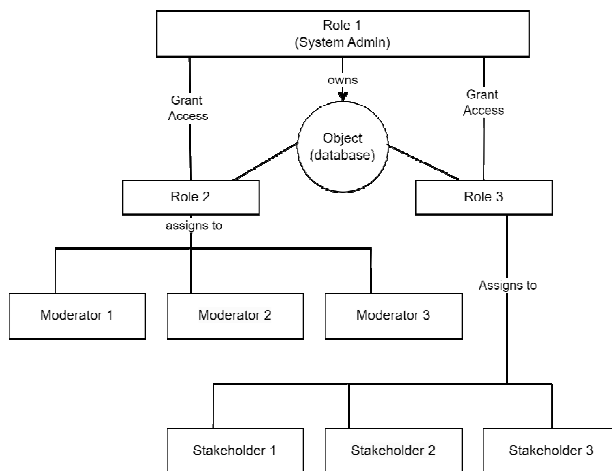 Role 1
(System Admin)
owns
Grant
Access
Grant
Access
Object
(database)
Role 2
Role 3
assigns to
Assigns to
Moderator 1
Moderator 2
Moderator 3
Stakeholder 1
Stakeholder 2
Stakeholder 3